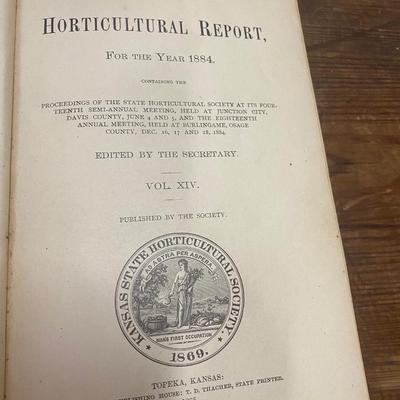 HORTICULTURAL REPORT,
FOR THE YEAR 1884.
CONTAINING THE
PROCEEDINGS OF THE STATE HORTICULTURAL SOCIETY AT ITS FOUR-
TEENTH SEMI-ANNUAL MEETING, HELD AT JUNCTION CITY,
DAVIS COUNTY, JUNE 4 AND 5, AND THE EIGHTEENTH
ANNUAL MEETING, HELD AT BURLINGAME, OSAGE
COUNTY, DEC. 16, 17 AND 18, 1884.
EDITED BY THE SECRETARY.
VOL. XIV.
PUBLISHED BY THE SOCIETY.
KANSAS STATE HORTICULTURAL SOCIETY.
AD ASTRA PER ASPERA.
MAN'S FIRST OCCUPATION
1869.
TOPEKA, KANSAS:
HOUSE: T. D. THACHER, STATE PRINTER.